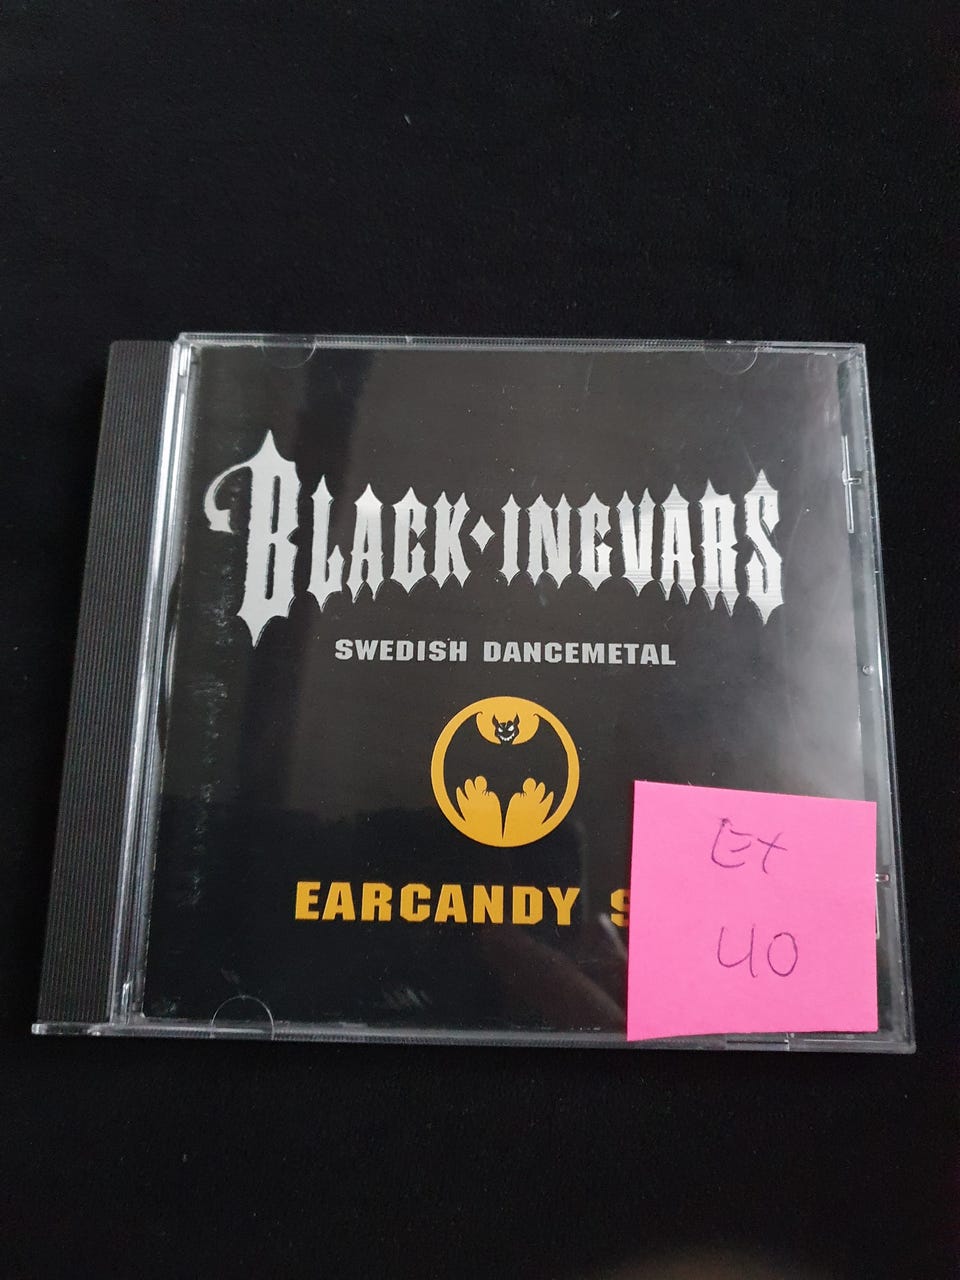 BLACK·INGVARS
SWEDISH DANCEMETAL
EARCANDY S
EX
40